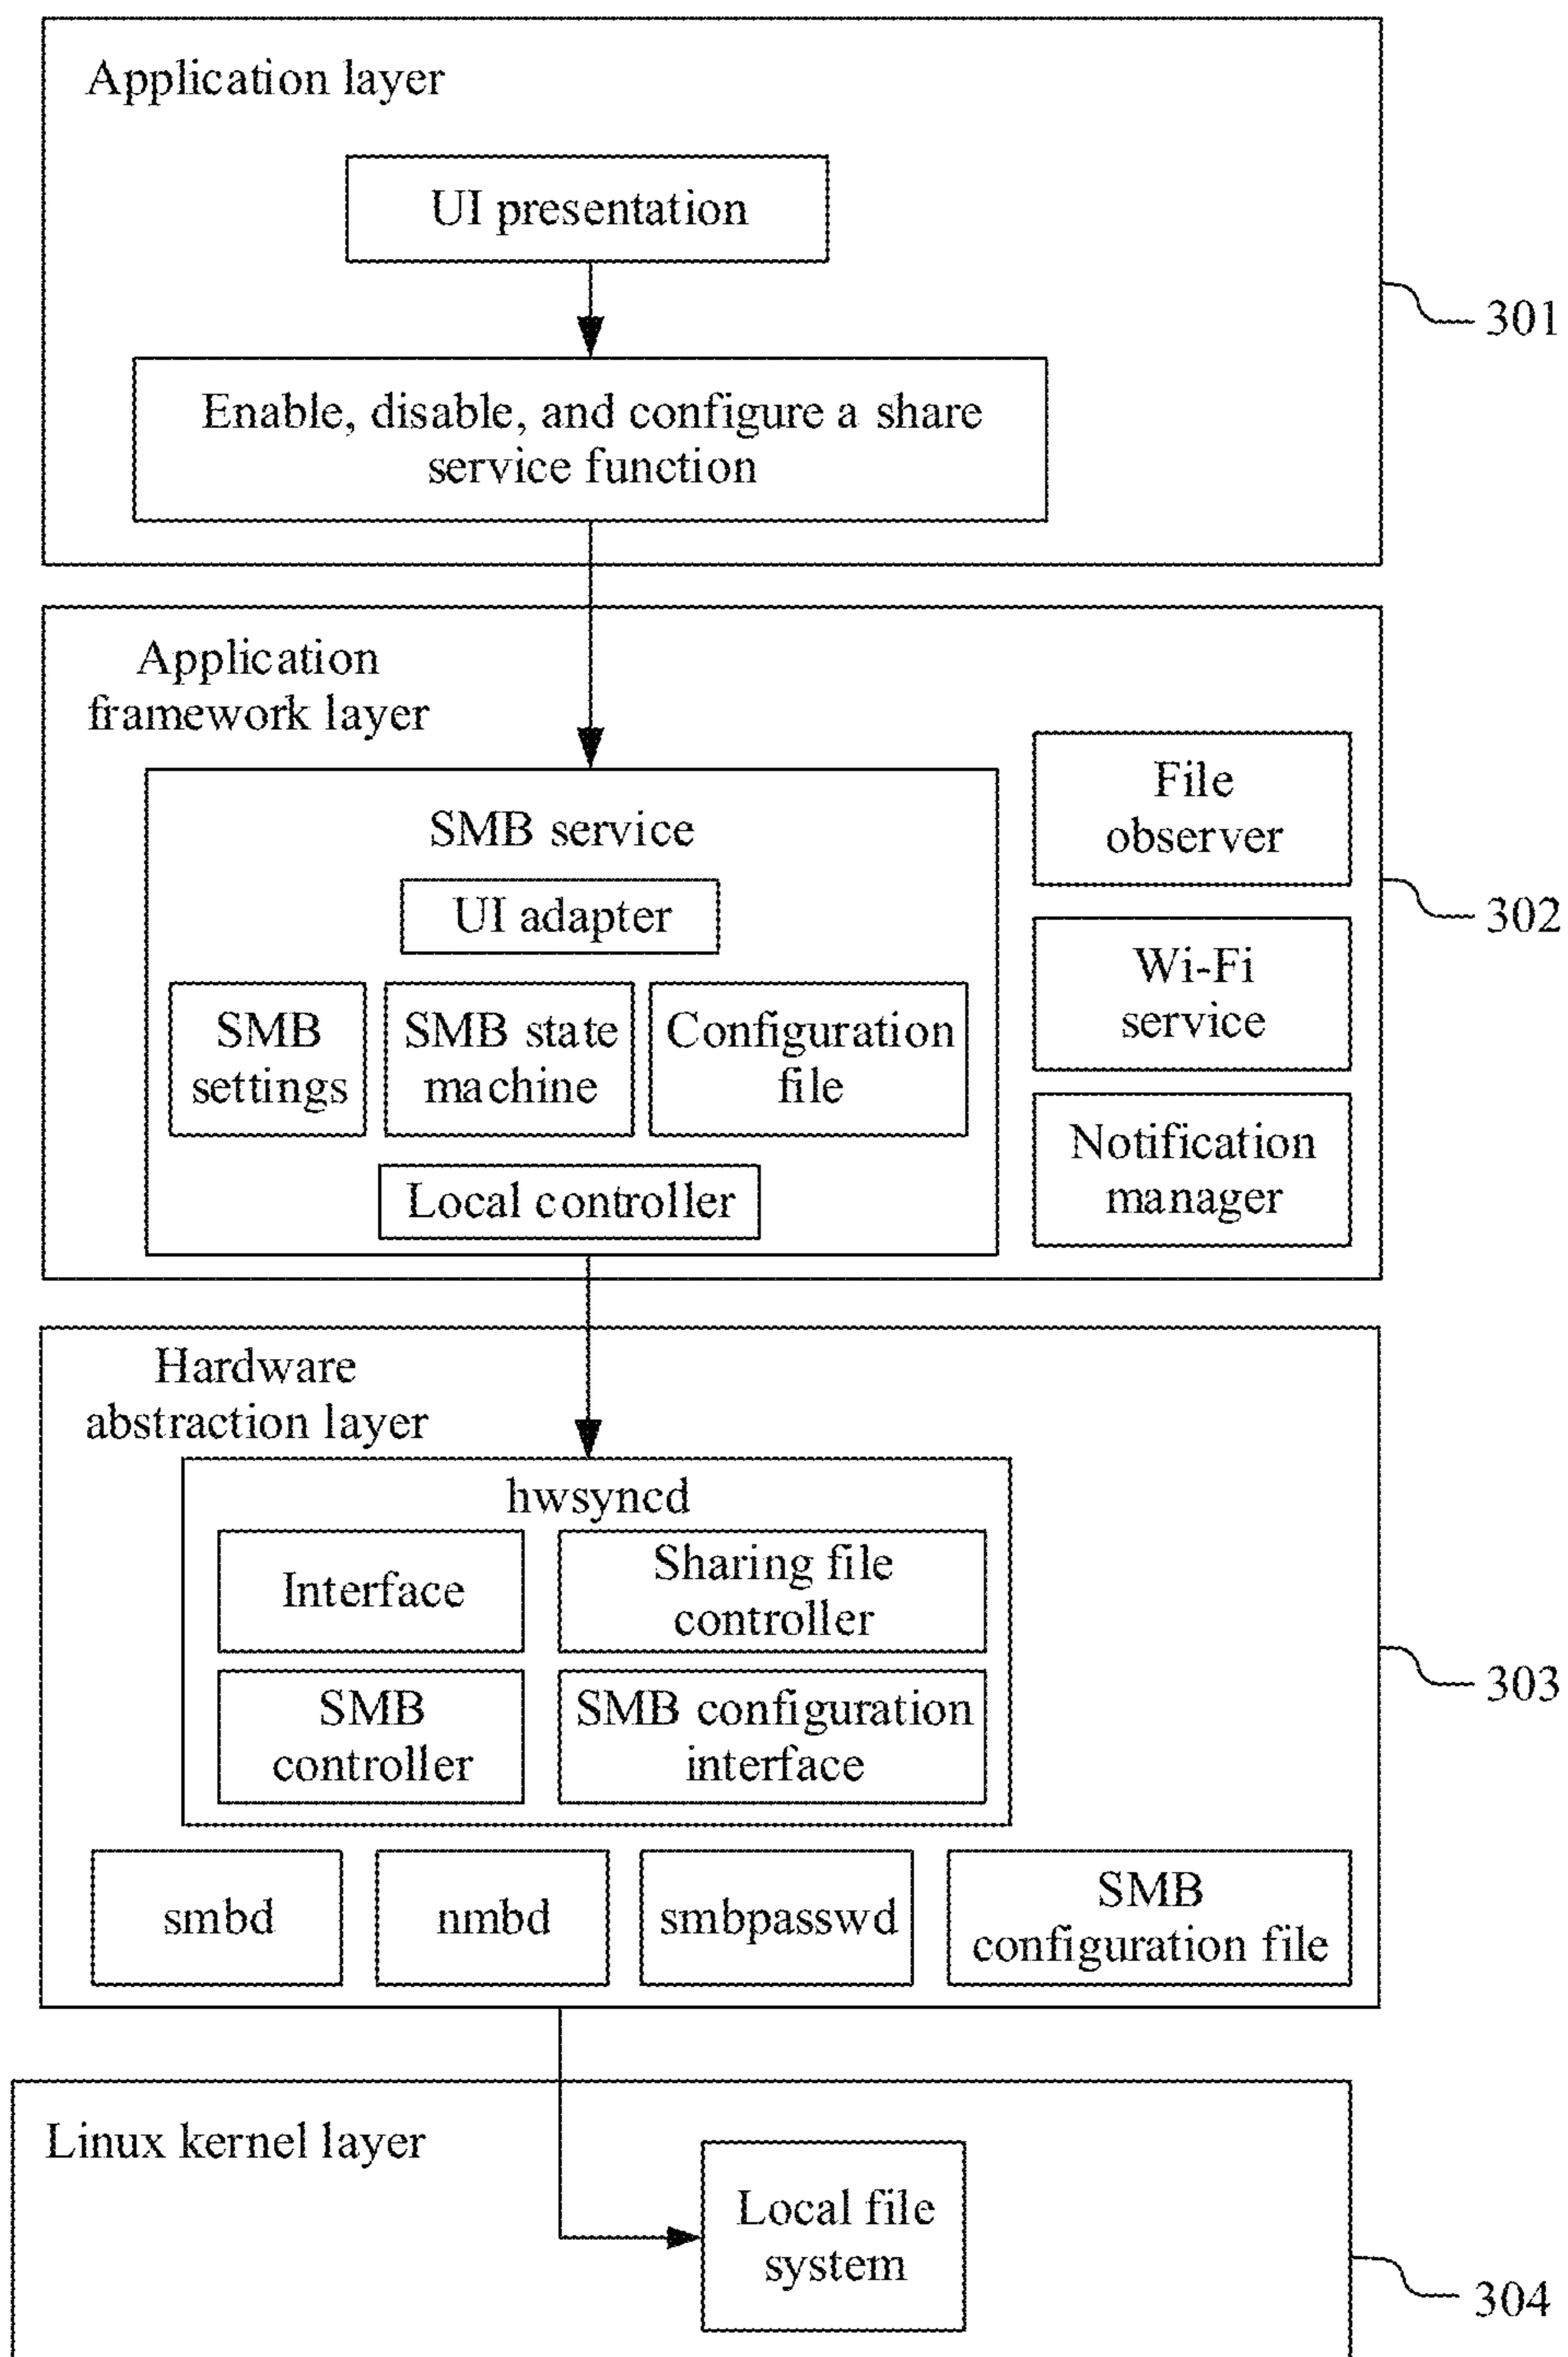 Application layer
UI presentation
301
Enable, disable, and configure a share
service function
Application
framework layer
SMB service
UI adapter
SMB
settings
SMB state
machine
Configuration
file
Local controller
File
observer
Wi-Fi
service
Notification
manager
302
Hardware
abstraction layer
hwsyncd
Interface
Sharing file
controller
SMB
controller
SMB configuration
interface
303
smbd
nmbd
smbpasswd
SMB
configuration file
Linux kernel layer
Local file
system
304